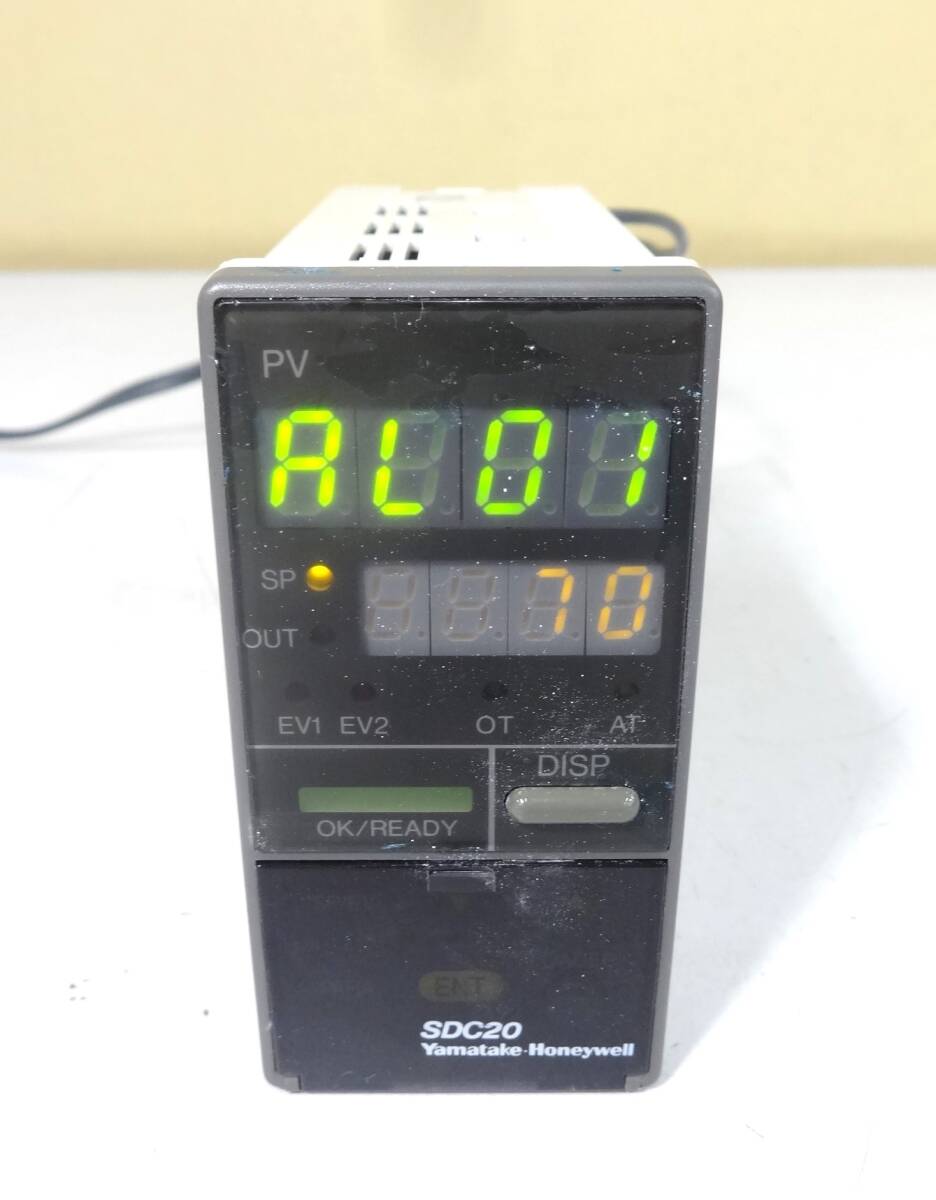 PV
AL01
SP 70
OUT
EV1 EV2 OT AT
DISP
OK/READY
ENT
SDC20
Yamatake-Honeywell